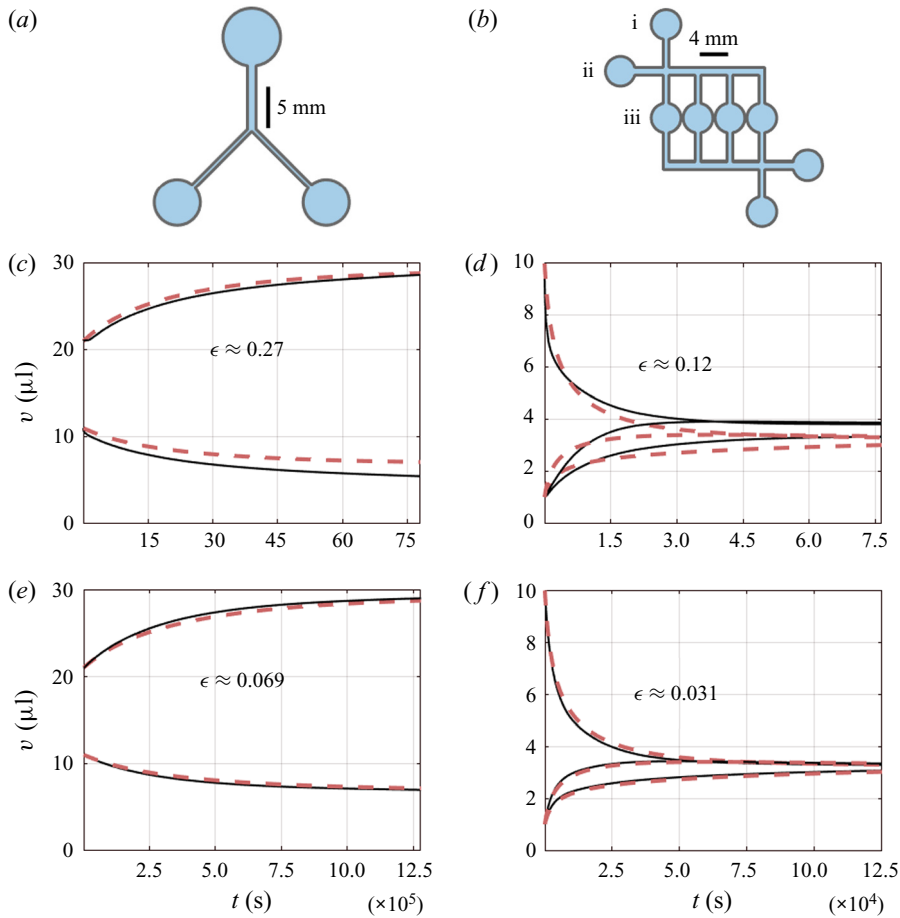 (a)
5 mm
(b)
i
4 mm
ii
iii
(c)
30
20
10
0
v (μl)
ϵ ≈ 0.27
15 30 45 60 75
(d)
10
8
6
4
2
0
ϵ ≈ 0.12
1.5 3.0 4.5 6.0 7.5
(e)
30
20
10
0
v (μl)
ϵ ≈ 0.069
2.5 5.0 7.5 10.0 12.5
t (s) (×10⁵)
(f)
10
8
6
4
2
0
ϵ ≈ 0.031
2.5 5.0 7.5 10.0 12.5
t (s) (×10⁴)